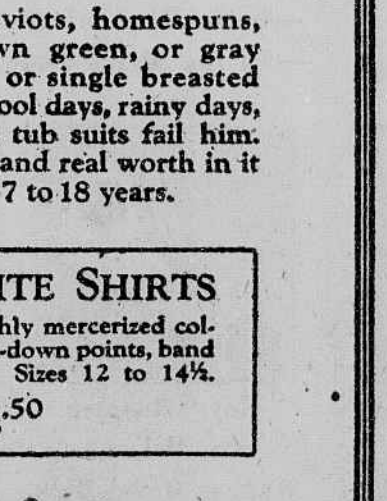 viots, homespuns,
wn green, or gray
or single breasted
ool days, rainy days,
tub suits fail him.
and real worth in it
7 to 18 years.
ITE SHIRTS
hly mercerized col-
-down points, band
Sizes 12 to 14½.
.50